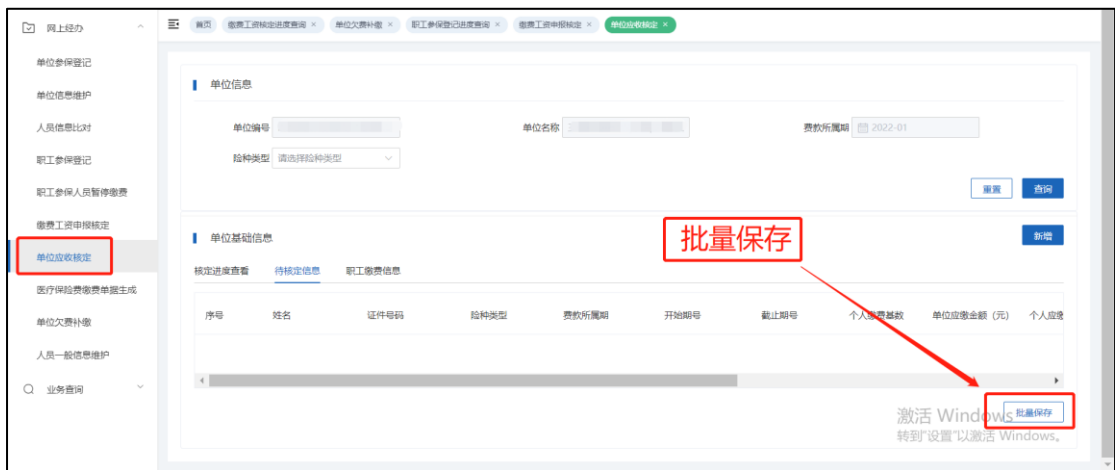 网上经办
单位参保登记
单位信息维护
人员信息比对
职工参保登记
职工参保人员暂停缴费
缴费工资申报核定
单位应收核定
医疗保险费缴费单据生成
单位欠费补缴
人员一般信息维护
业务查询
首页 缴费工资核定进度查询 × 单位欠费补缴 × 职工参保登记进度查询 × 缴费工资申报核定 × 单位应收核定 ×
单位信息
单位编号 单位名称 费款所属期 2022-01
险种类型 请选择险种类型
重置 查询
单位基础信息 批量保存 新增
核定进度查看 待核定信息 职工缴费信息
序号 姓名 证件号码 险种类型 费款所属期 开始期号 截止期号 个人缴费基数 单位应缴金额（元） 个人应缴
批量保存
激活 Windows
转到"设置"以激活 Windows。